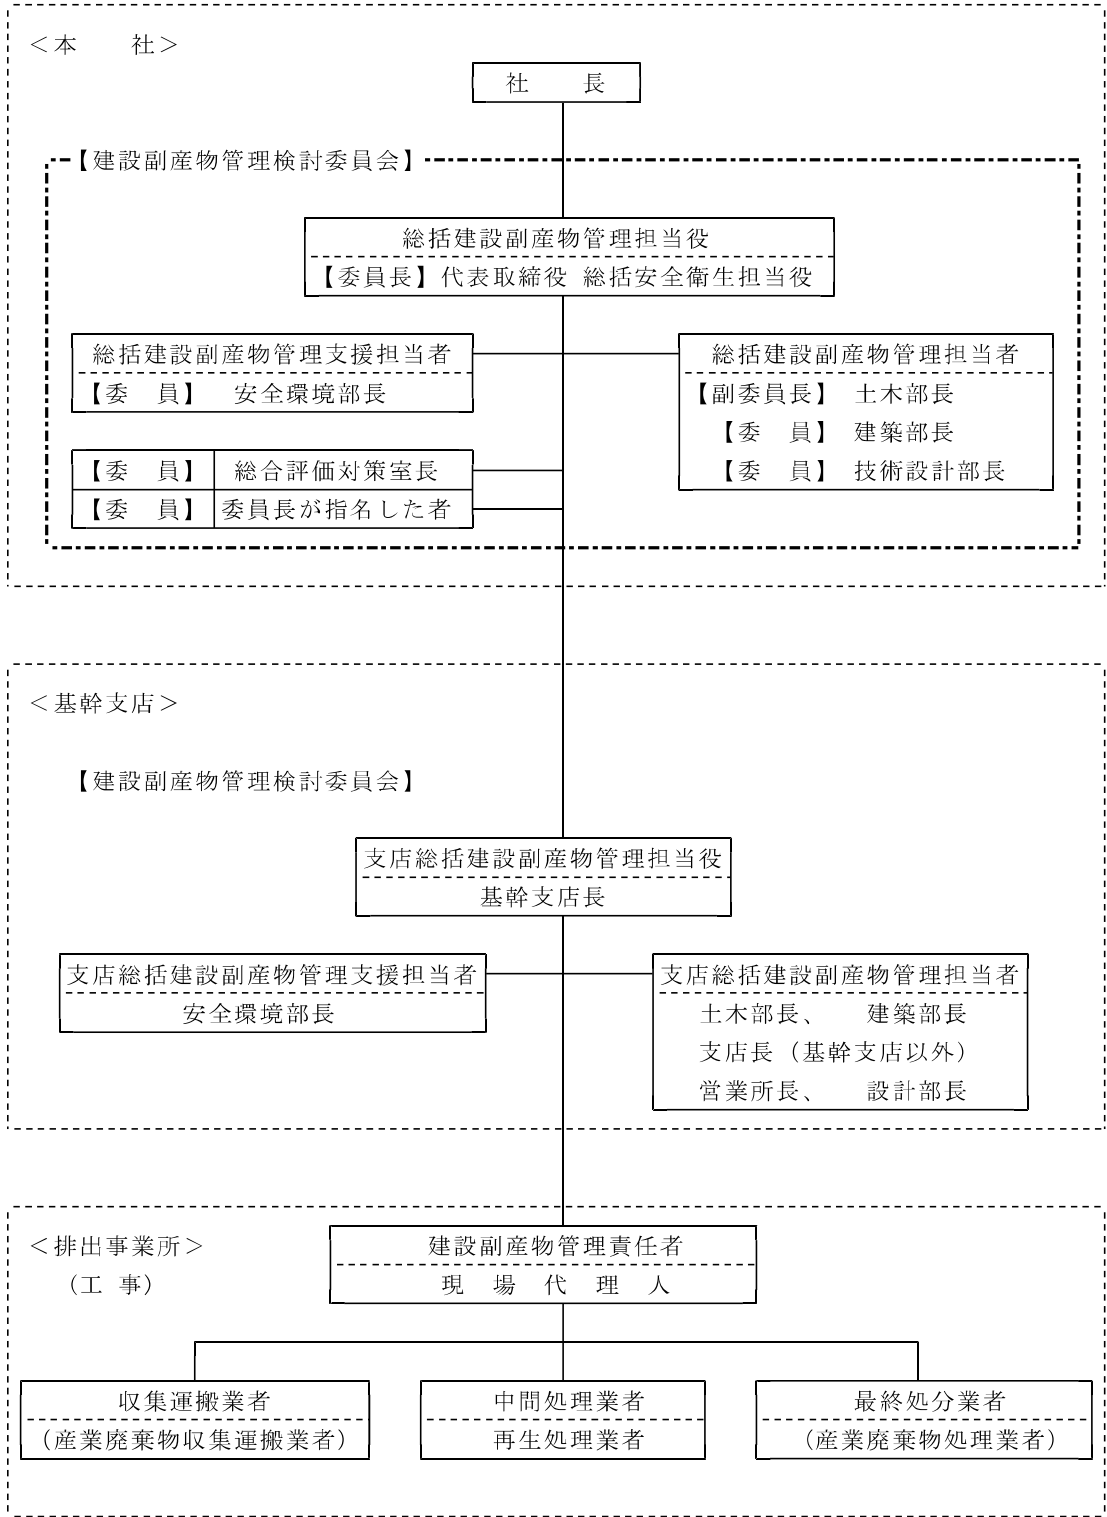 ＜本　　社＞
社　　長
【建設副産物管理検討委員会】
総括建設副産物管理担当役
【委員長】代表取締役 総括安全衛生担当役
総括建設副産物管理支援担当者
【委　員】　安全環境部長
総括建設副産物管理担当者
【副委員長】 土木部長
【委　員】 建築部長
【委　員】 技術設計部長
【委　員】 総合評価対策室長
【委　員】 委員長が指名した者
＜基幹支店＞
【建設副産物管理検討委員会】
支店総括建設副産物管理担当役
基幹支店長
支店総括建設副産物管理支援担当者
安全環境部長
支店総括建設副産物管理担当者
土木部長、　建築部長
支店長（基幹支店以外）
営業所長、　設計部長
＜排出事業所＞
（工 事）
建設副産物管理責任者
現　場　代　理　人
収集運搬業者
（産業廃棄物収集運搬業者）
中間処理業者
再生処理業者
最終処分業者
（産業廃棄物処理業者）